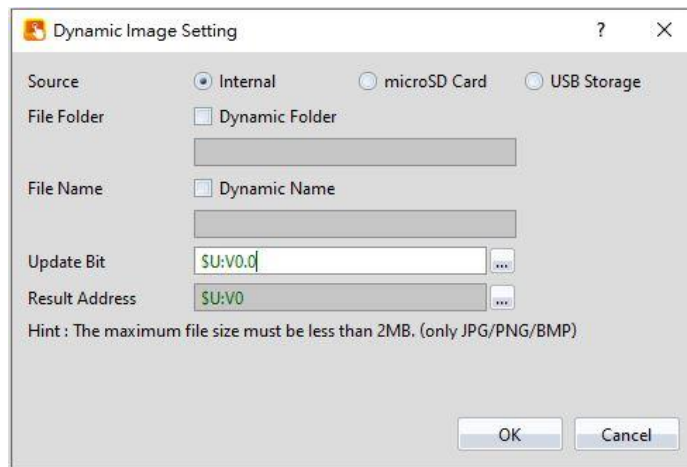 Dynamic Image Setting ? ×
Source Internal microSD Card USB Storage
File Folder Dynamic Folder
File Name Dynamic Name
Update Bit $U:V0.0 ...
Result Address $U:V0 ...
Hint : The maximum file size must be less than 2MB. (only JPG/PNG/BMP)
OK Cancel